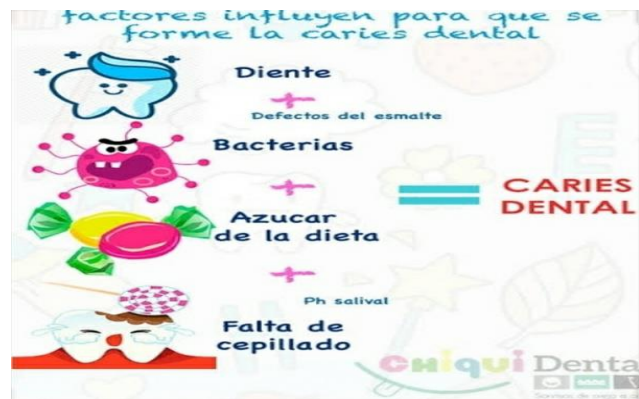 factores influyen para que se
forme la caries dental
Diente
+
Defectos del esmalte
Bacterias
+
Azucar
de la dieta
+
Ph salival
Falta de
cepillado
=
CARIES
DENTAL
CHiqui Denta